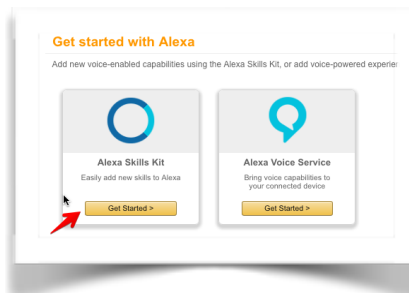 Get started with Alexa
Add new voice-enabled capabilities using the Alexa Skills Kit, or add voice-powered
Alexa Skills Kit
Easily add new skills to Alexa
Get Started >
Alexa Voice Service
Bring voice capabilities to
your connected device
Get Started >